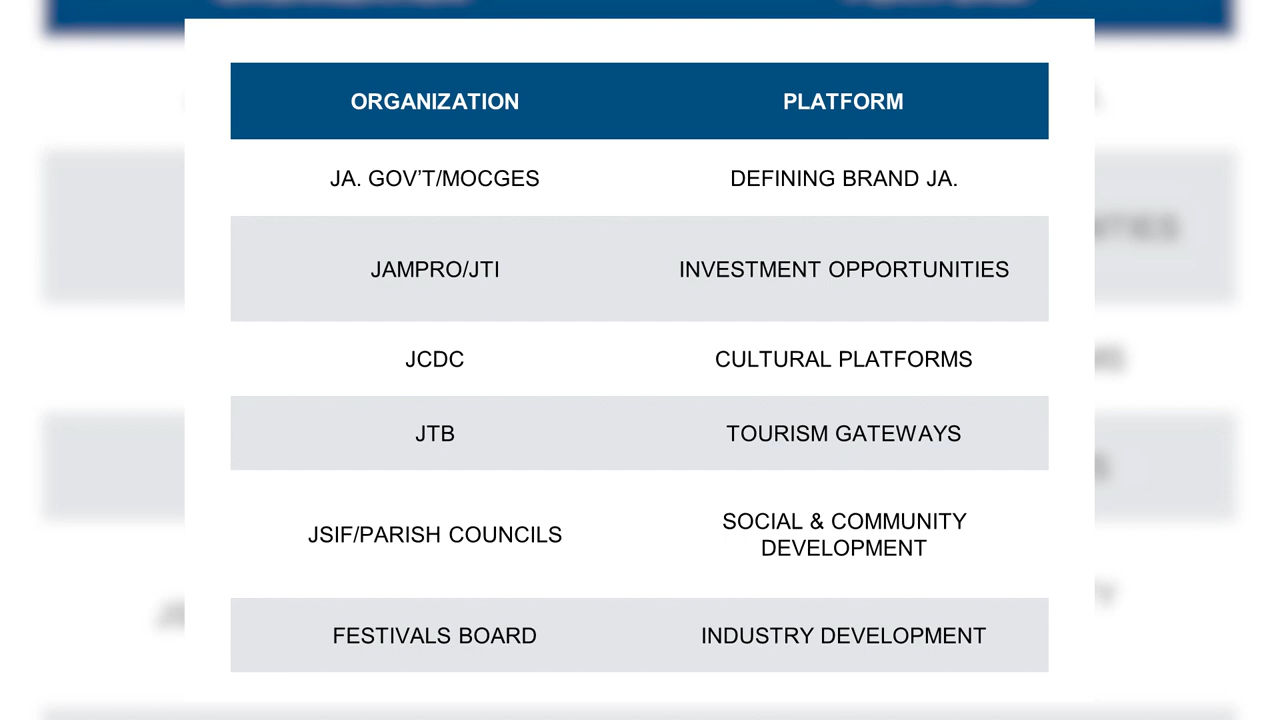 ORGANIZATION PLATFORM
JA. GOV’T/MOCGES DEFINING BRAND JA.
JAMPRO/JTI INVESTMENT OPPORTUNITIES
JCDC CULTURAL PLATFORMS
JTB TOURISM GATEWAYS
JSIF/PARISH COUNCILS SOCIAL & COMMUNITY
DEVELOPMENT
FESTIVALS BOARD INDUSTRY DEVELOPMENT